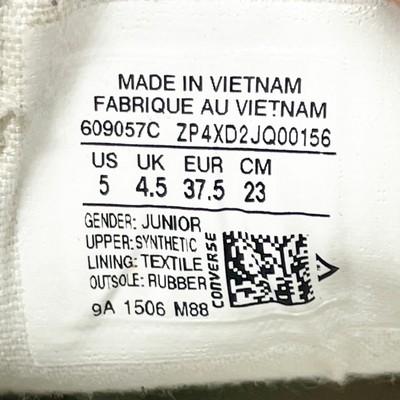 MADE IN VIETNAM
FABRIQUE AU VIETNAM
609057C ZP4XD2JQ00156
US UK EUR CM
5 4.5 37.5 23
GENDER: JUNIOR
UPPER: SYNTHETIC
LINING: TEXTILE
OUTSOLE: RUBBER
9A 1506 M88
CONVERSE